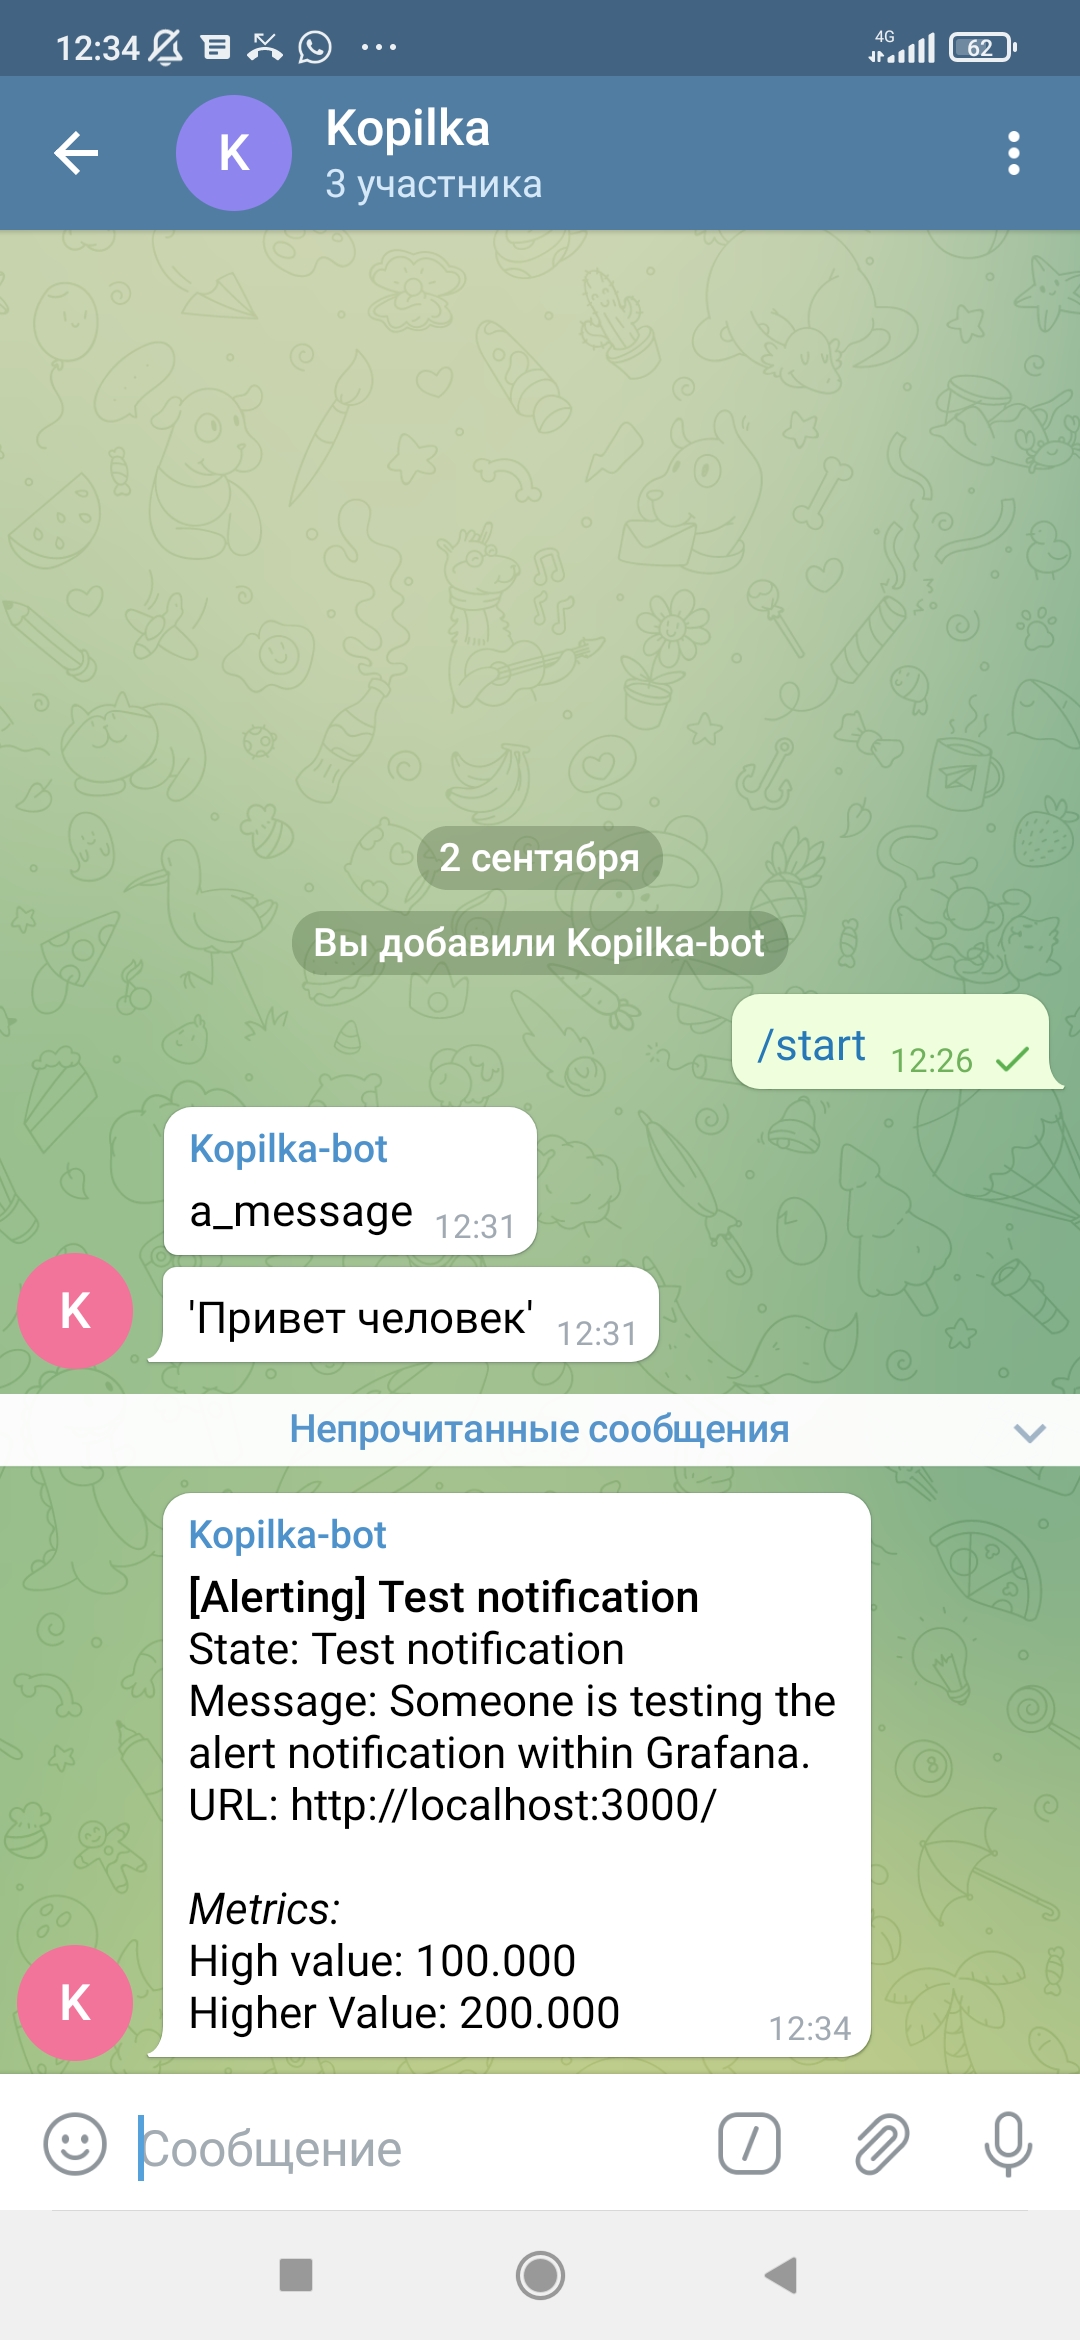 12:34
4G
62
K
Kopilka
3 участника
2 сентября
Вы добавили Kopilka-bot
/start 12:26
Kopilka-bot
a_message 12:31
K
'Привет человек' 12:31
Непрочитанные сообщения
Kopilka-bot
[Alerting] Test notification
State: Test notification
Message: Someone is testing the
alert notification within Grafana.
URL: http://localhost:3000/
Metrics:
High value: 100.000
K
Higher Value: 200.000
12:34
Сообщение
/